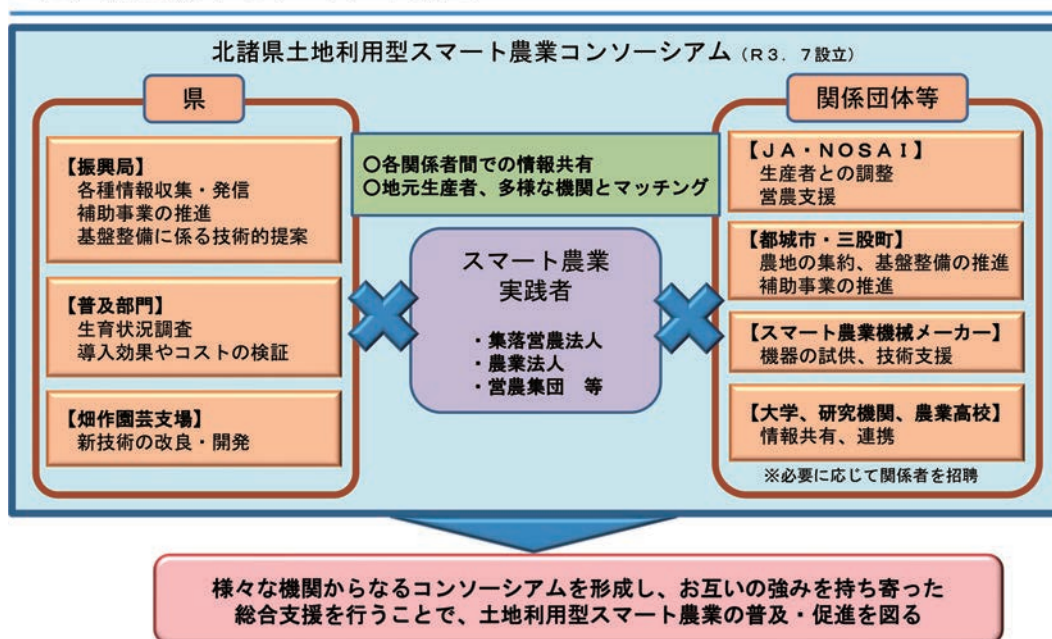 北諸県土地利用型スマート農業コンソーシアム（R３．７設立）
県
【振興局】
各種情報収集・発信
補助事業の推進
基盤整備に係る技術的提案
【普及部門】
生育状況調査
導入効果やコストの検証
【畑作園芸支場】
新技術の改良・開発
○各関係者間での情報共有
○地元生産者、多様な機関とマッチング
スマート農業
実践者
・集落営農法人
・農業法人
・営農集団　等
関係団体等
【ＪＡ・ＮＯＳＡＩ】
生産者との調整
営農支援
【都城市・三股町】
農地の集約、基盤整備の推進
補助事業の推進
【スマート農業機械メーカー】
機器の試供、技術支援
【大学、研究機関、農業高校】
情報共有、連携
※必要に応じて関係者を招聘
様々な機関からなるコンソーシアムを形成し、お互いの強みを持ち寄った
総合支援を行うことで、土地利用型スマート農業の普及・促進を図る